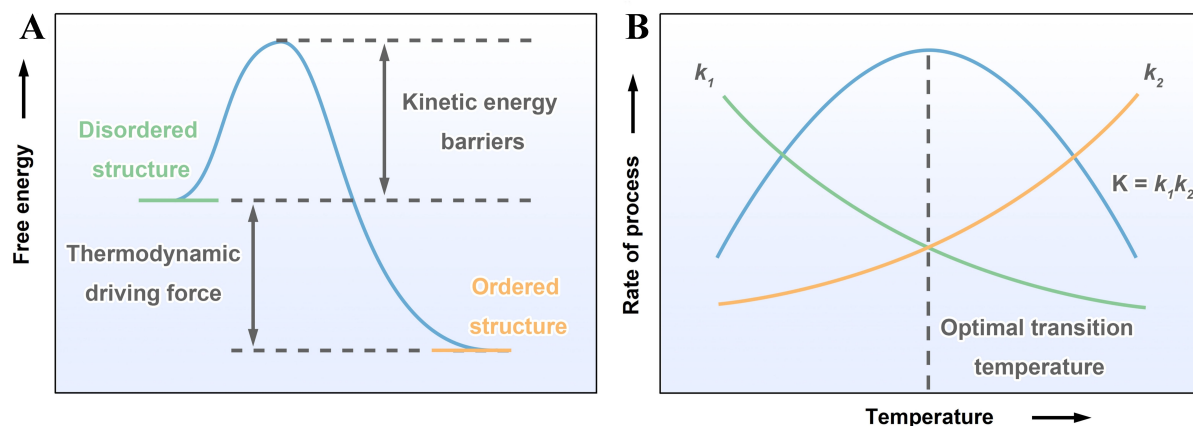 A
Free energy
Disordered
structure
Kinetic energy
barriers
Thermodynamic
driving force
Ordered
structure
B
Rate of process
k₁
k₂
K = k₁k₂
Optimal transition
temperature
Temperature